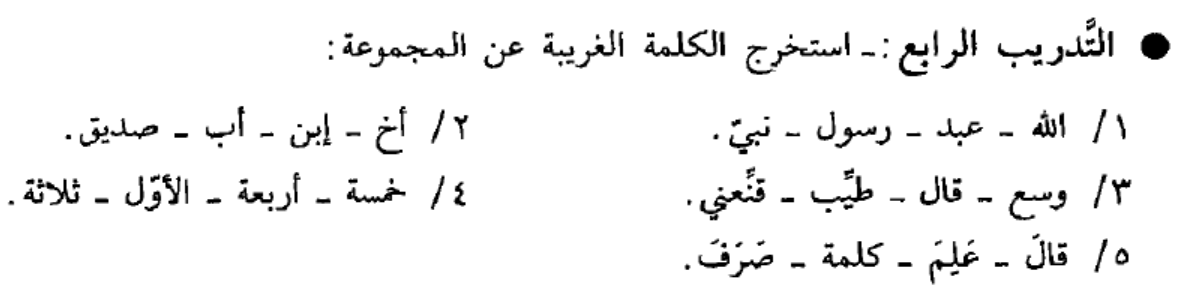 ● التَّدريب الرابع:ـ استخرج الكلمة الغريبة عن المجموعة:
١/ الله ـ عبد ـ رسول ـ نبيّ. ٢/ أخ ـ إبن ـ أب ـ صديق.
٣/ وسع ـ قال ـ طيِّب ـ قنِّعني. ٤/ خمسة ـ أربعة ـ الأوّل ـ ثلاثة.
٥/ قالَ ـ عَلِمَ ـ كلمة ـ صَرَفَ.